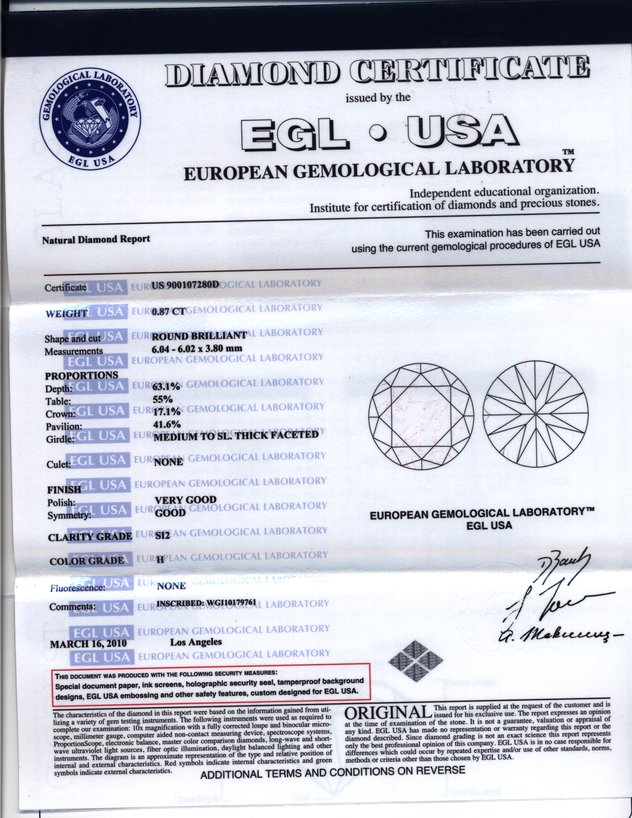 GEMOLOGICAL LABORATORY
EGL USA
DIAMOND CERTIFICATE
issued by the
EGL • USA
EUROPEAN GEMOLOGICAL LABORATORY™
Independent educational organization.
Institute for certification of diamonds and precious stones.
Natural Diamond Report
This examination has been carried out
using the current gemological procedures of EGL USA
Certificate US 900107280D
WEIGHT 0.87 CT
Shape and cut ROUND BRILLIANT
Measurements 6.04 - 6.02 x 3.80 mm
PROPORTIONS
Depth: 63.1%
Table: 55%
Crown: 17.1%
Pavilion: 41.6%
Girdle: MEDIUM TO SL. THICK FACETED
Culet: NONE
FINISH
Polish: VERY GOOD
Symmetry: GOOD
CLARITY GRADE SI2
COLOR GRADE H
Fluorescence: NONE
Comments: INSCRIBED: WGI10179761
MARCH 16, 2010 Los Angeles
EUROPEAN GEMOLOGICAL LABORATORY™
EGL USA
THIS DOCUMENT WAS PRODUCED WITH THE FOLLOWING SECURITY MEASURES:
Special document paper, ink screens, holographic security seal, tamperproof background
designs, EGL USA embossing and other safety features, custom designed for EGL USA.
The characteristics of the diamond in this report were based on the information gained from uti-
lizing a variety of gem testing instruments. The following instruments were used as required to
complete our examination: 10x magnification with a fully corrected loupe and binocular micro-
scope, millimeter gauge, computer aided non-contact measuring device, spectroscope systems,
ProportionScope, electronic balance, master color comparison diamonds, long-wave and short-
wave ultraviolet light sources, fiber optic illumination, daylight balanced lighting and other
instruments. The diagram is an approximate representation of the type and relative position of
internal and external characteristics. Red symbols indicate internal characteristics and green
symbols indicate external characteristics.
ORIGINAL This report is supplied at the request of the customer and is
issued for his exclusive use. The report expresses an opinion
at the time of examination of the stone. It is not a guarantee, valuation or appraisal of
any kind. EGL USA has made no representation or warranty regarding this report or the
diamond described. Since diamond grading is not an exact science this report represents
only the best professional opinion of this company. EGL USA is in no case responsible for
differences which could occur by repeated expertise and/or use of other standards, norms,
methods or criteria other than those chosen by EGL USA.
ADDITIONAL TERMS AND CONDITIONS ON REVERSE